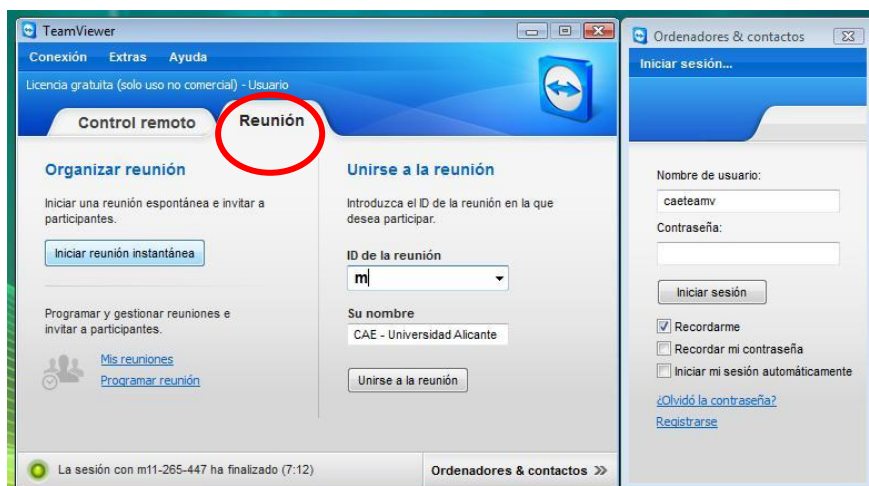 TeamViewer
Conexión Extras Ayuda
Licencia gratuita (solo uso no comercial) - Usuario
Control remoto
Reunión
Organizar reunión
Iniciar una reunión espontánea e invitar a
participantes.
Iniciar reunión instantánea
Programar y gestionar reuniones e
invitar a participantes.
Mis reuniones
Programar reunión
Unirse a la reunión
Introduzca el ID de la reunión en la que
desea participar.
ID de la reunión
m
Su nombre
CAE - Universidad Alicante
Unirse a la reunión
La sesión con m11-265-447 ha finalizado (7:12)
Ordenadores & contactos >>
Ordenadores & contactos
Iniciar sesión...
Nombre de usuario:
caeteamv
Contraseña:
Iniciar sesión
Recordarme
Recordar mi contraseña
Iniciar mi sesión automáticamente
¿Olvidó la contraseña?
Registrarse